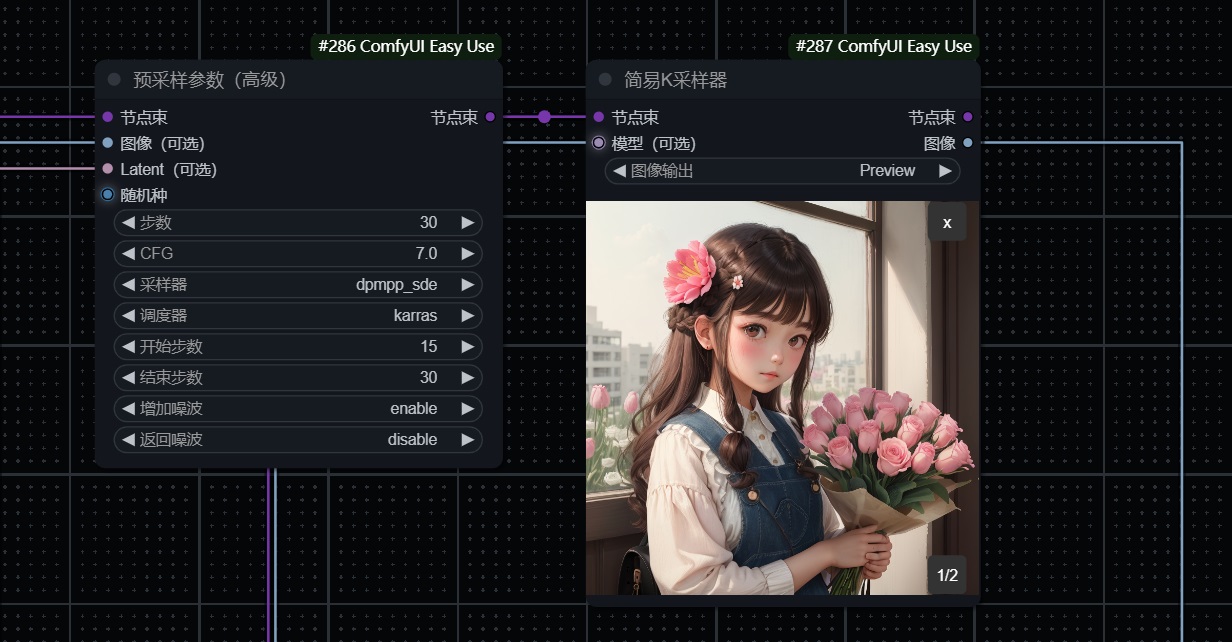 #286 ComfyUI Easy Use
预采样参数（高级）
节点束 节点束
图像（可选）
Latent（可选）
随机种
步数 30
CFG 7.0
采样器 dpmpp_sde
调度器 karras
开始步数 15
结束步数 30
增加噪波 enable
返回噪波 disable
#287 ComfyUI Easy Use
简易K采样器
节点束 节点束
模型（可选） 图像
图像输出 Preview
x
1/2